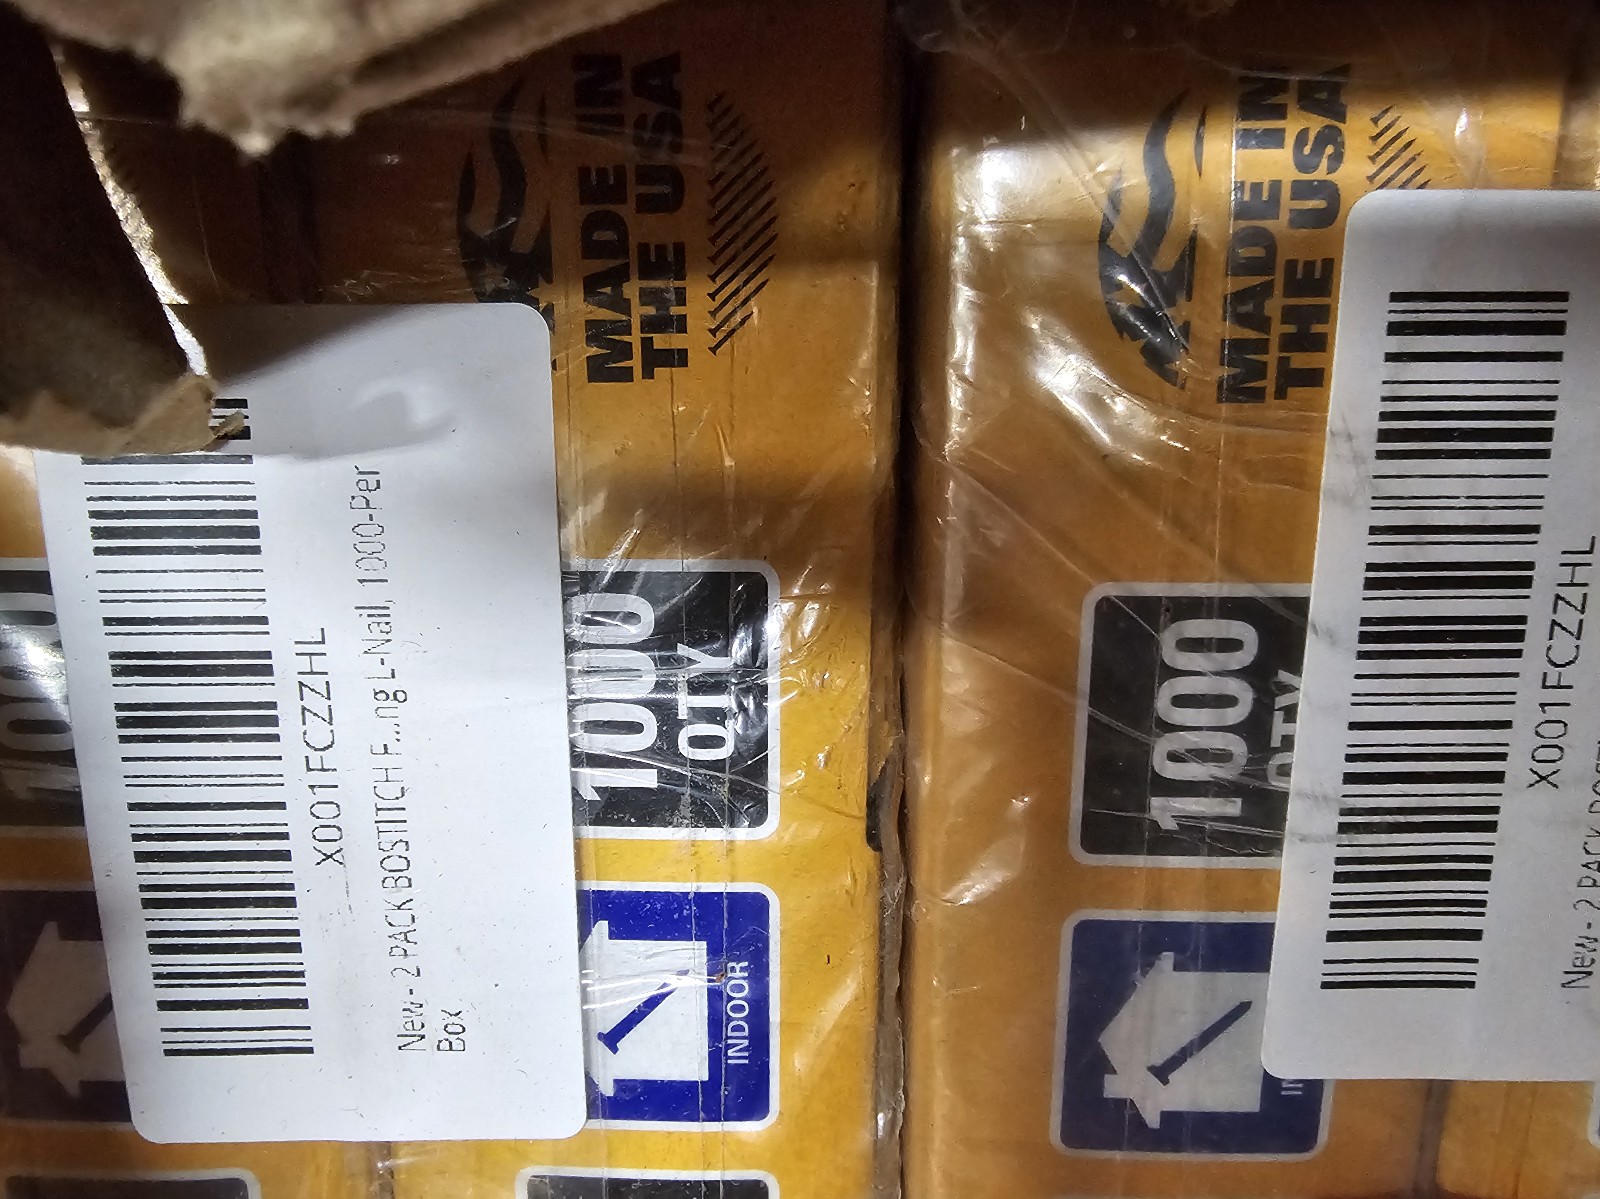 MADE IN
THE USA
1000
QTY
INDOOR
X001FCZZHL
New - 2 PACK BOSTITCH F...ng L-Nail, 1000-Per
Box
MADE IN
THE USA
1000
QTY
X001FCZZHL
New - 2 PACK